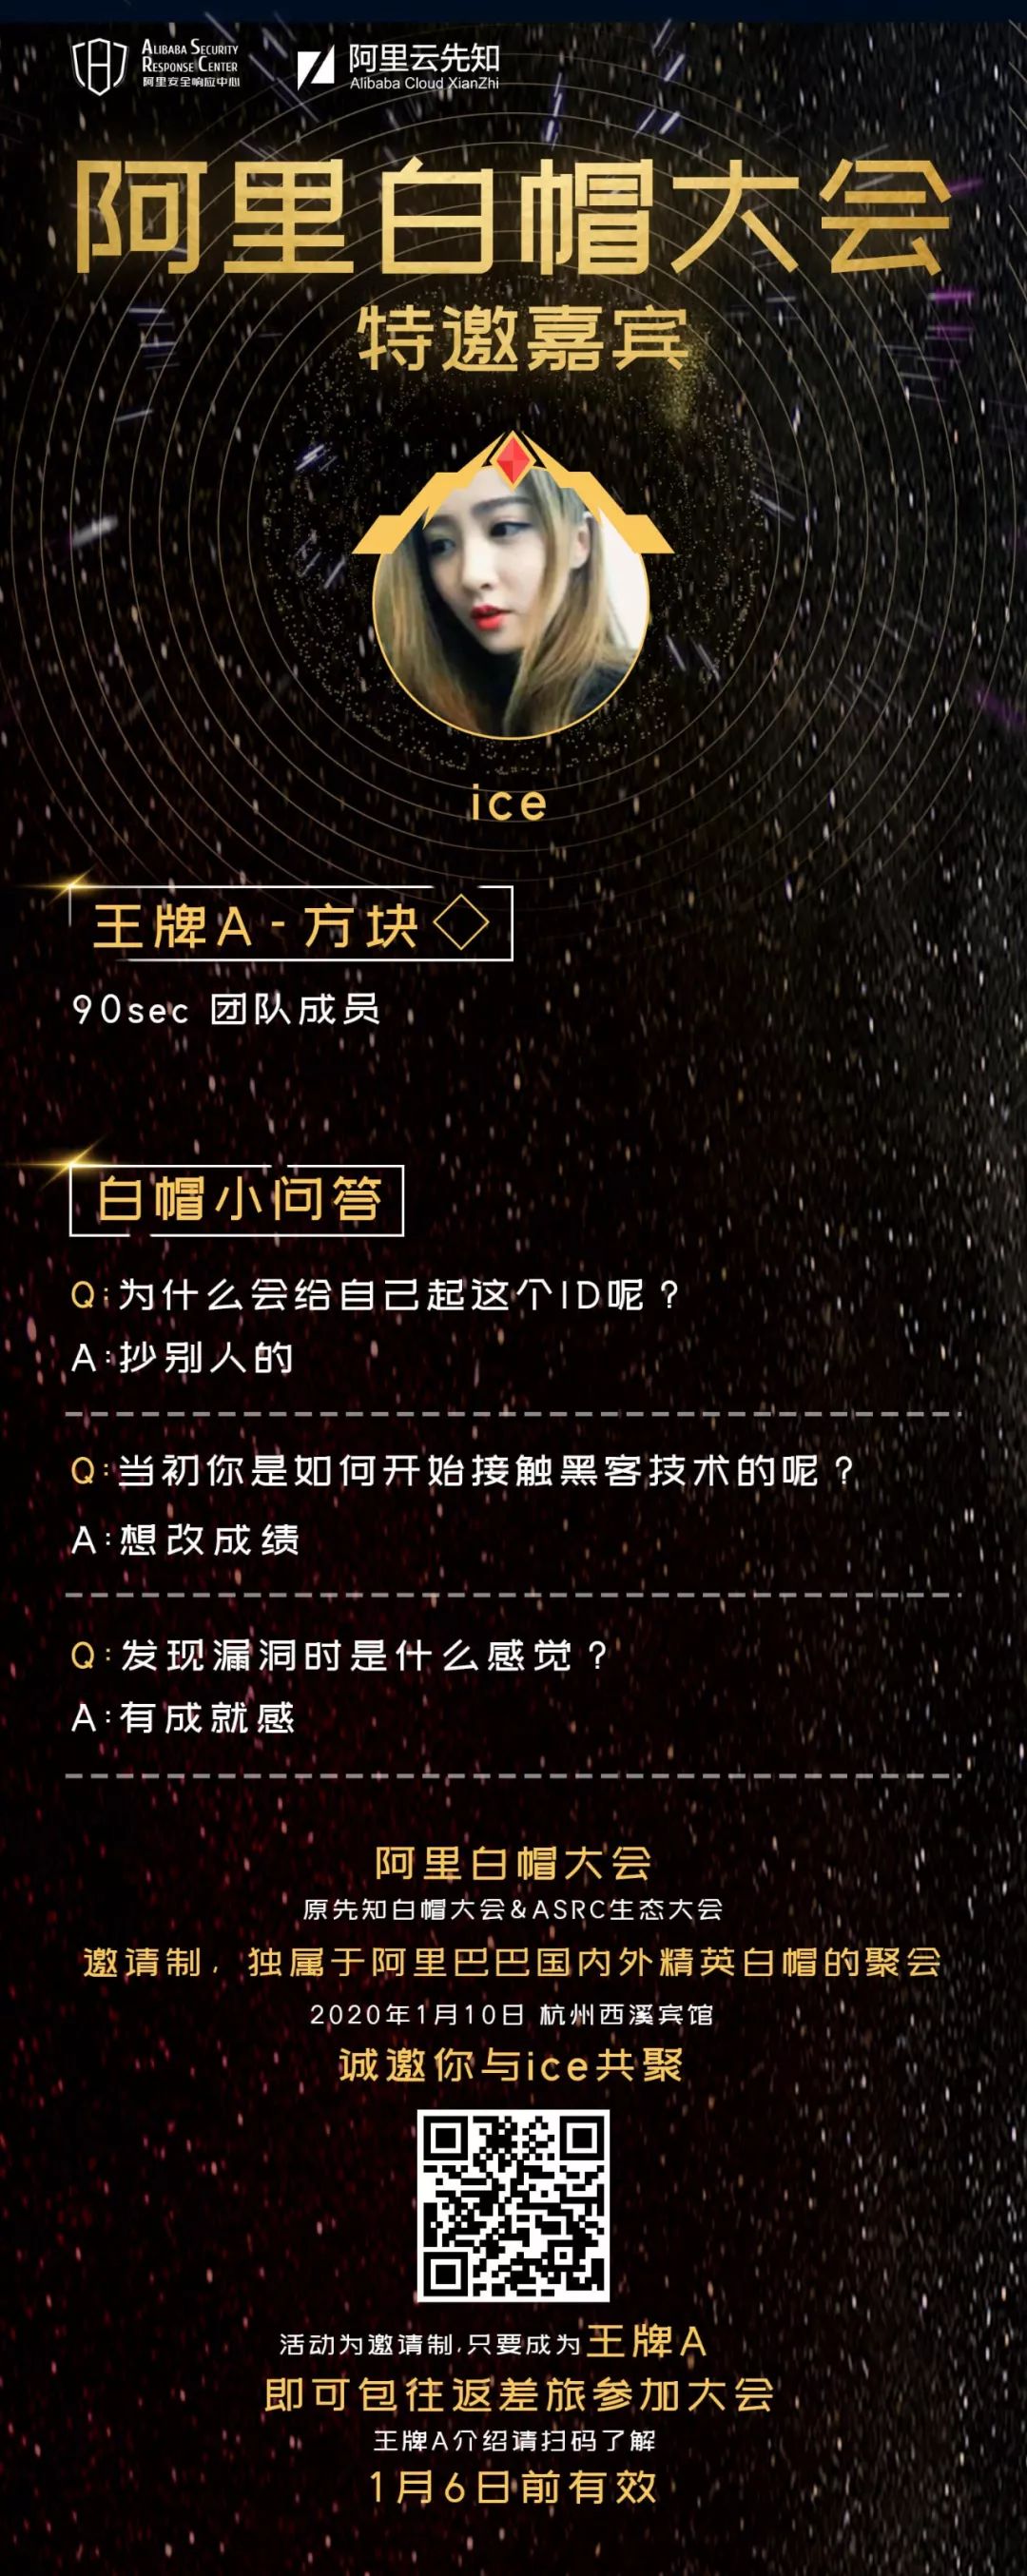 ALIBABA SECURITY
RESPONSE CENTER
阿里安全响应中心
阿里云先知
Alibaba Cloud XianZhi
阿里白帽大会
特邀嘉宾
ice
王牌A-方块
90sec 团队成员
白帽小问答
Q:为什么会给自己起这个ID呢？
A:抄别人的
Q:当初你是如何开始接触黑客技术的呢？
A:想改成绩
Q:发现漏洞时是什么感觉？
A:有成就感
阿里白帽大会
原先知白帽大会&ASRC生态大会
邀请制，独属于阿里巴巴国内外精英白帽的聚会
2020年1月10日 杭州西溪宾馆
诚邀你与ice共聚
活动为邀请制,只要成为王牌A
即可包往返差旅参加大会
王牌A介绍请扫码了解
1月6日前有效